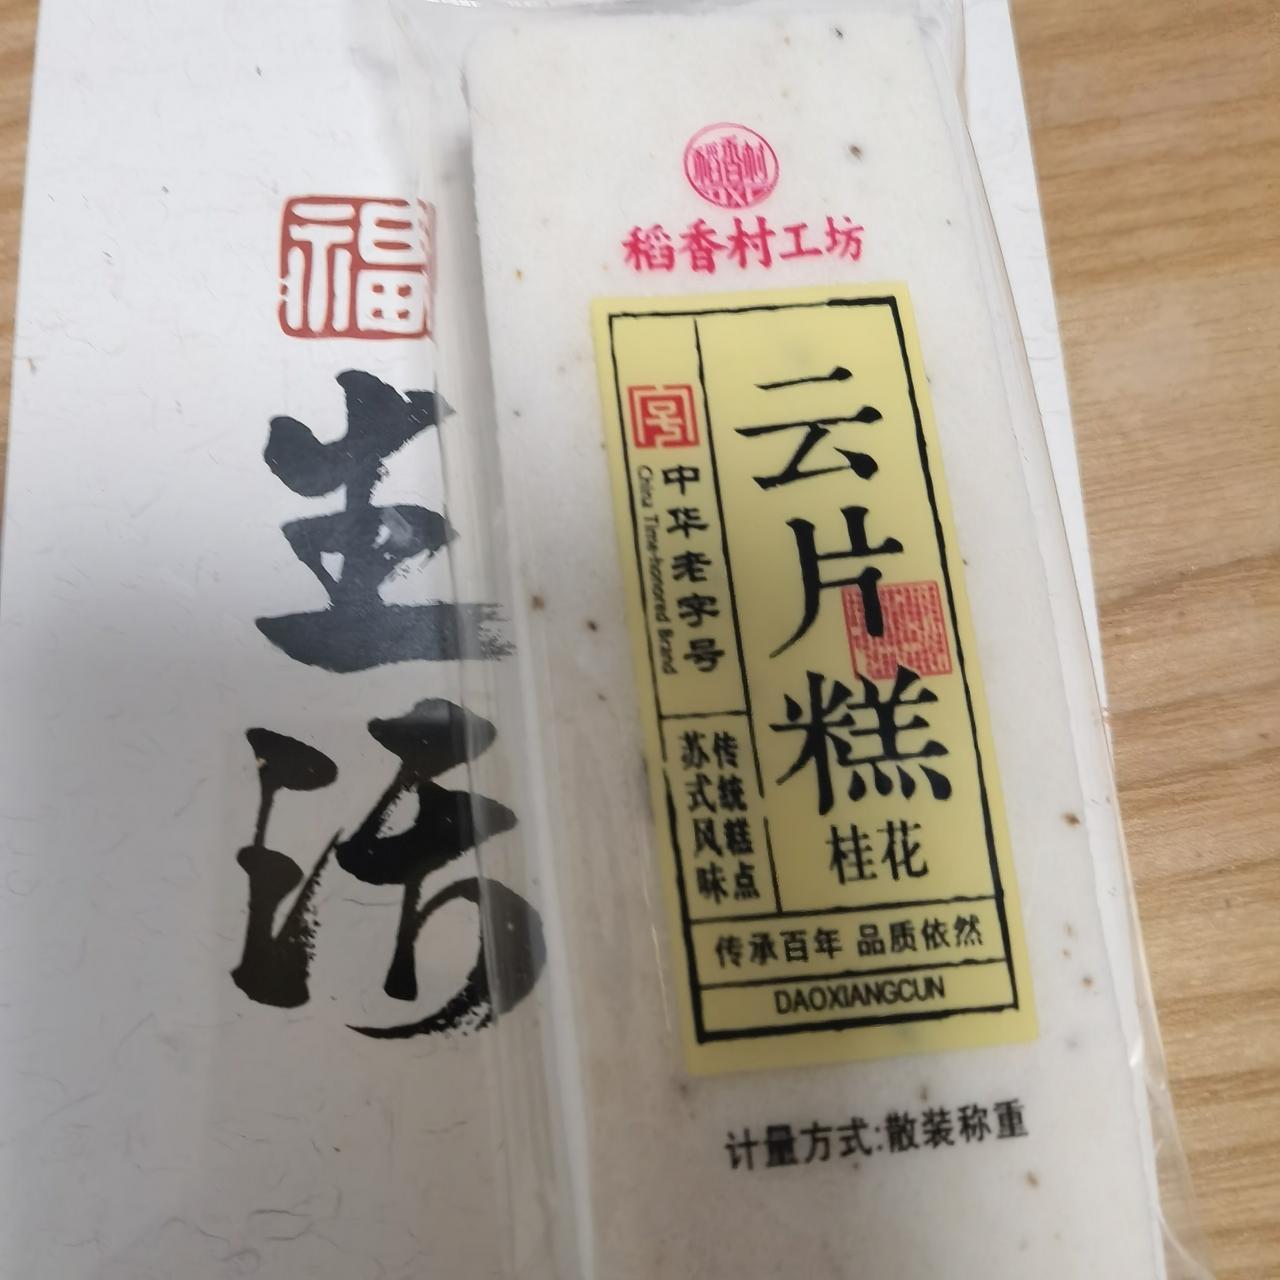 福
生活
稻香村
DXC
稻香村工坊
云片糕
桂花
号
中华老字号
China Time-honored Brand
传统糕点
苏式风味
传承百年 品质依然
DAOXIANGCUN
计量方式:散装称重